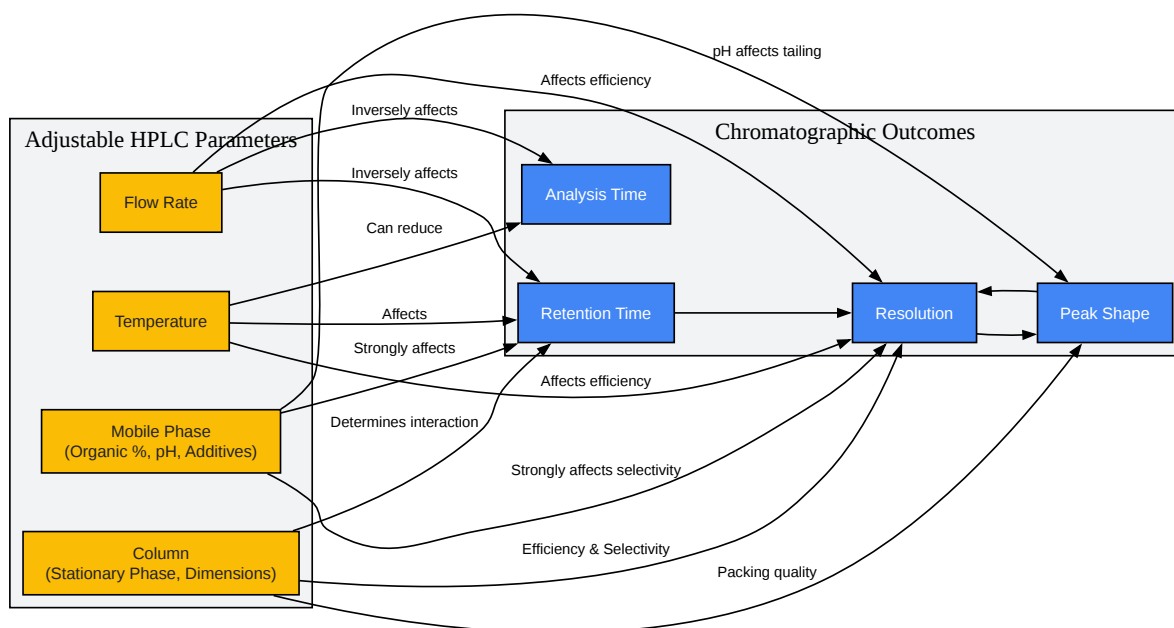 pH affects tailing
Affects efficiency
Inversely affects
Adjustable HPLC Parameters
Chromatographic Outcomes
Flow Rate
Inversely affects
Analysis Time
Can reduce
Temperature
Affects
Retention Time
Resolution
Peak Shape
Strongly affects
Affects efficiency
Mobile Phase
(Organic %, pH, Additives)
Determines interaction
Strongly affects selectivity
Column
(Stationary Phase, Dimensions)
Efficiency & Selectivity
Packing quality